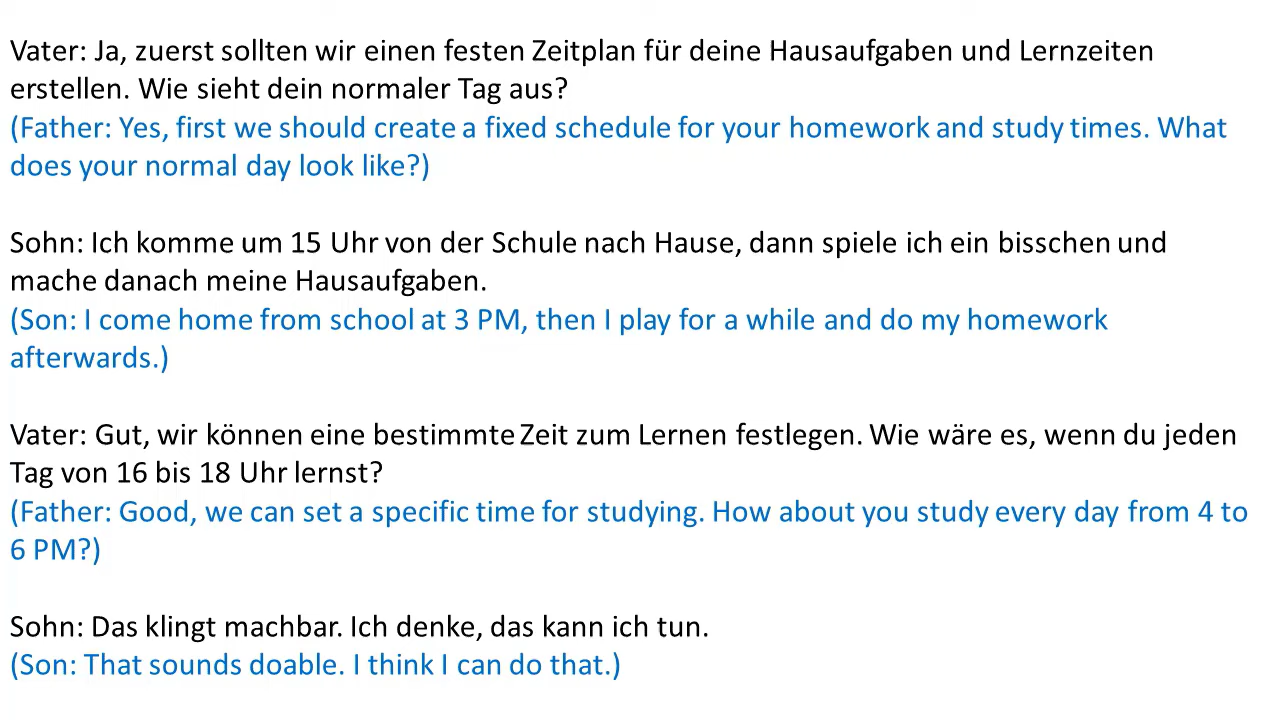 Vater: Ja, zuerst sollten wir einen festen Zeitplan für deine Hausaufgaben und Lernzeiten
erstellen. Wie sieht dein normaler Tag aus?
(Father: Yes, first we should create a fixed schedule for your homework and study times. What
does your normal day look like?)
Sohn: Ich komme um 15 Uhr von der Schule nach Hause, dann spiele ich ein bisschen und
mache danach meine Hausaufgaben.
(Son: I come home from school at 3 PM, then I play for a while and do my homework
afterwards.)
Vater: Gut, wir können eine bestimmte Zeit zum Lernen festlegen. Wie wäre es, wenn du jeden
Tag von 16 bis 18 Uhr lernst?
(Father: Good, we can set a specific time for studying. How about you study every day from 4 to
6 PM?)
Sohn: Das klingt machbar. Ich denke, das kann ich tun.
(Son: That sounds doable. I think I can do that.)